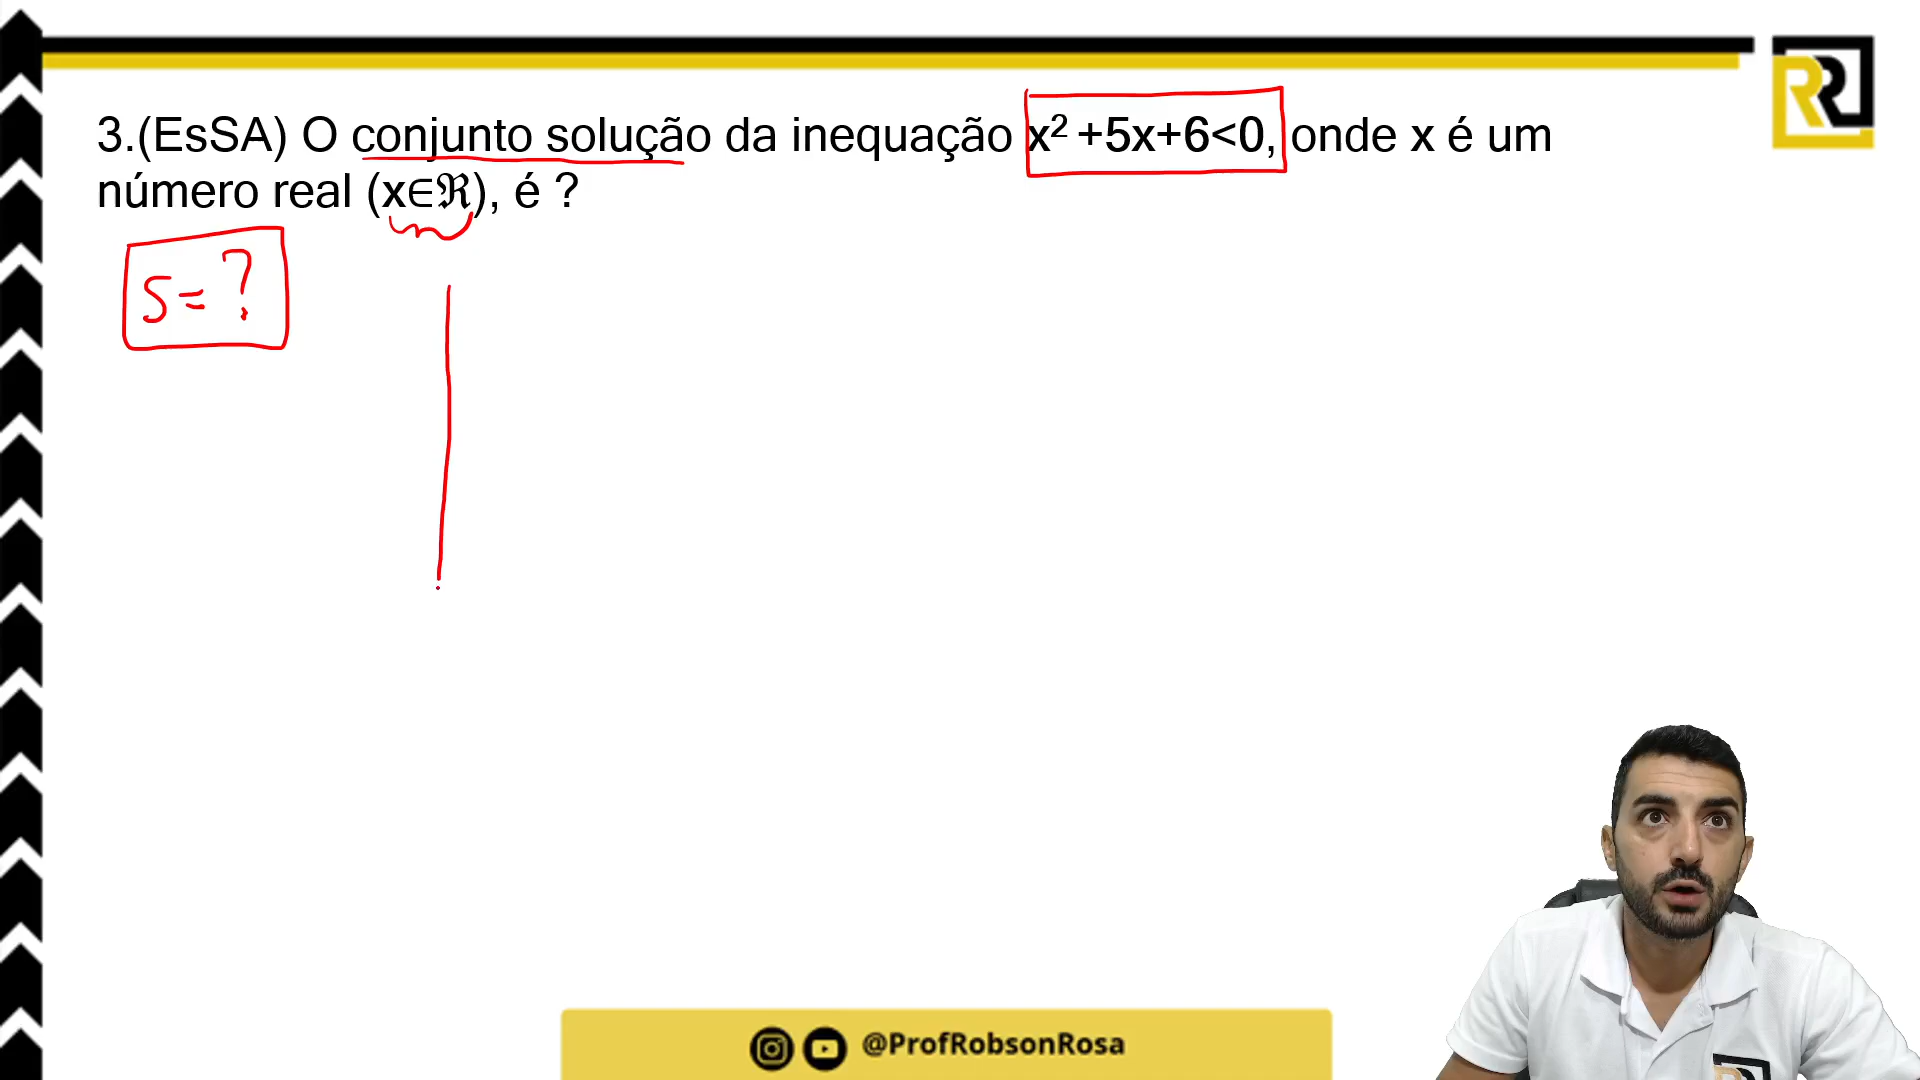 3.(EsSA) O conjunto solução da inequação x² +5x+6<0, onde x é um
número real (x∈ℜ), é ?
S=?
@ProfRobsonRosa